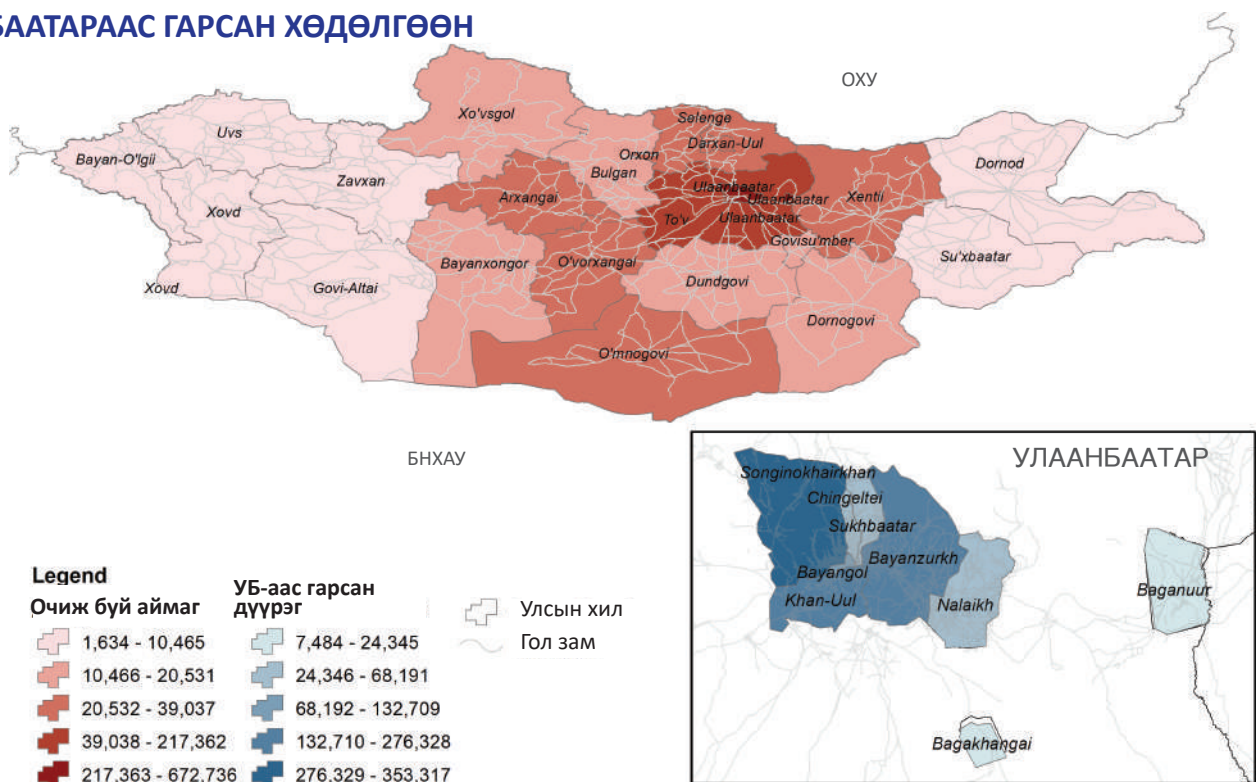 БААТАРААС ГАРСАН ХӨДӨЛГӨӨН
ОХУ
Xo'vsgol
Uvs
Bayan-O'lgii
Zavxan
Xovd
Xovd
Govi-Altai
Selenge
Darxan-Uul
Orxon
Bulgan
Arxangai
Ulaanbaatar
Ulaanbaatar
Ulaanbaatar
To'v
Xentii
Dornod
Govisu'mber
Su'xbaatar
Bayanxongor
O'vorxangai
Dundgovi
Dornogovi
O'mnogovi
БНХАУ
УЛААНБААТАР
Songinokhairkhan
Chingeltei
Sukhbaatar
Bayanzurkh
Bayangol
Khan-Uul
Nalaikh
Baganuur
Bagakhangai
Legend
Очиж буй аймаг
1,634 - 10,465
10,466 - 20,531
20,532 - 39,037
39,038 - 217,362
217,363 - 672,736
УБ-аас гарсан
дүүрэг
7,484 - 24,345
24,346 - 68,191
68,192 - 132,709
132,710 - 276,328
276,329 - 353,317
Улсын хил
Гол зам